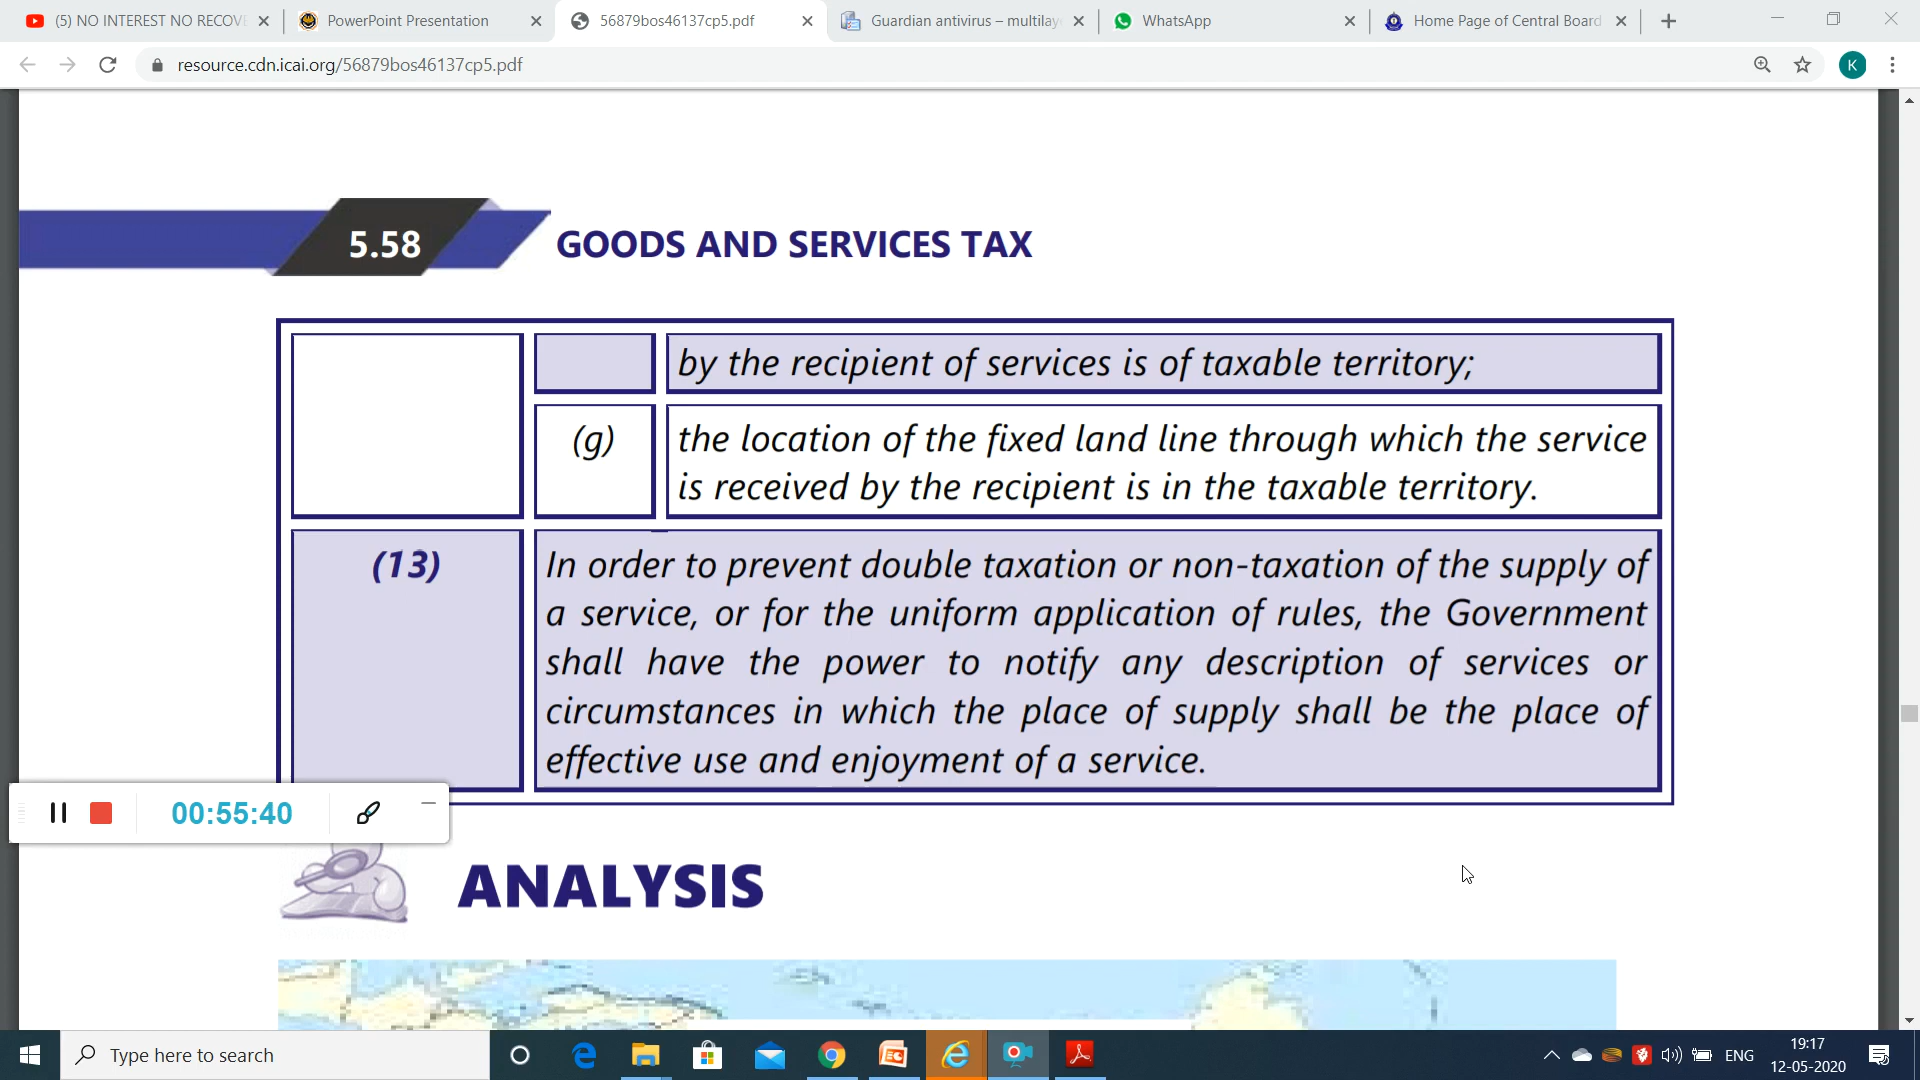 (5) NO INTEREST NO RECOV
PowerPoint Presentation
56879bos46137cp5.pdf
Guardian antivirus – multilay
WhatsApp
Home Page of Central Board
resource.cdn.icai.org/56879bos46137cp5.pdf
K
5.58
GOODS AND SERVICES TAX
by the recipient of services is of taxable territory;
(g)
the location of the fixed land line through which the service
is received by the recipient is in the taxable territory.
(13)
In order to prevent double taxation or non-taxation of the supply of
a service, or for the uniform application of rules, the Government
shall have the power to notify any description of services or
circumstances in which the place of supply shall be the place of
effective use and enjoyment of a service.
00:55:40
ANALYSIS
Type here to search
ENG
19:17
12-05-2020